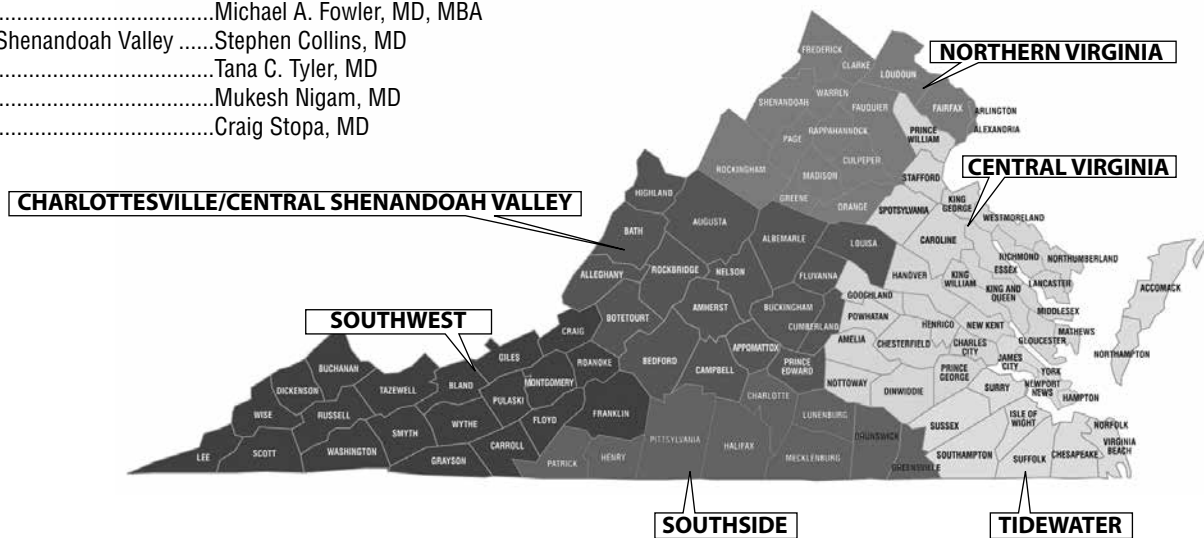 .................................Michael A. Fowler, MD, MBA
Shenandoah Valley ......Stephen Collins, MD
.................................Tana C. Tyler, MD
.................................Mukesh Nigam, MD
.................................Craig Stopa, MD
NORTHERN VIRGINIA
CENTRAL VIRGINIA
CHARLOTTESVILLE/CENTRAL SHENANDOAH VALLEY
SOUTHWEST
SOUTHSIDE
TIDEWATER
FREDERICK
CLARKE
LOUDOUN
WARREN
SHENANDOAH
FAUQUIER
FAIRFAX
ARLINGTON
ALEXANDRIA
PRINCE
WILLIAM
RAPPAHANNOCK
PAGE
CULPEPER
ROCKINGHAM
MADISON
STAFFORD
GREENE
ORANGE
KING
GEORGE
SPOTSYLVANIA
WESTMORELAND
HIGHLAND
AUGUSTA
BATH
ALBEMARLE
LOUISA
CAROLINE
RICHMOND
NORTHUMBERLAND
ESSEX
ALLEGHANY
ROCKBRIDGE
NELSON
FLUVANNA
HANOVER
KING
WILLIAM
KING AND
QUEEN
LANCASTER
ACCOMACK
GOOGHLAND
MIDDLESEX
BUCKINGHAM
CUMBERLAND
POWHATAN
HENRICO
NEW KENT
MATHEWS
GLOUCESTER
BOTETOURT
AMHERST
AMELIA
CHESTERFIELD
CHARLES
CITY
JAMES
CITY
NORTHAMPTON
CRAIG
ROANOKE
BEDFORD
APPOMATTOX
CAMPBELL
PRINCE
EDWARD
NOTTOWAY
DINWIDDIE
PRINCE
GEORGE
SURRY
YORK
NEWPORT
NEWS
HAMPTON
GILES
BUCHANAN
DICKENSON
TAZEWELL
BLAND
MONTGOMERY
PULASKI
CHARLOTTE
LUNENBURG
WISE
RUSSELL
SMYTH
WYTHE
FLOYD
FRANKLIN
PITTSYLVANIA
HALIFAX
MECKLENBURG
BRUNSWICK
GREENSVILLE
SUSSEX
ISLE OF
WIGHT
NORFOLK
VIRGINIA
BEACH
LEE
SCOTT
WASHINGTON
GRAYSON
CARROLL
PATRICK
HENRY
SOUTHAMPTON
SUFFOLK
CHESAPEAKE